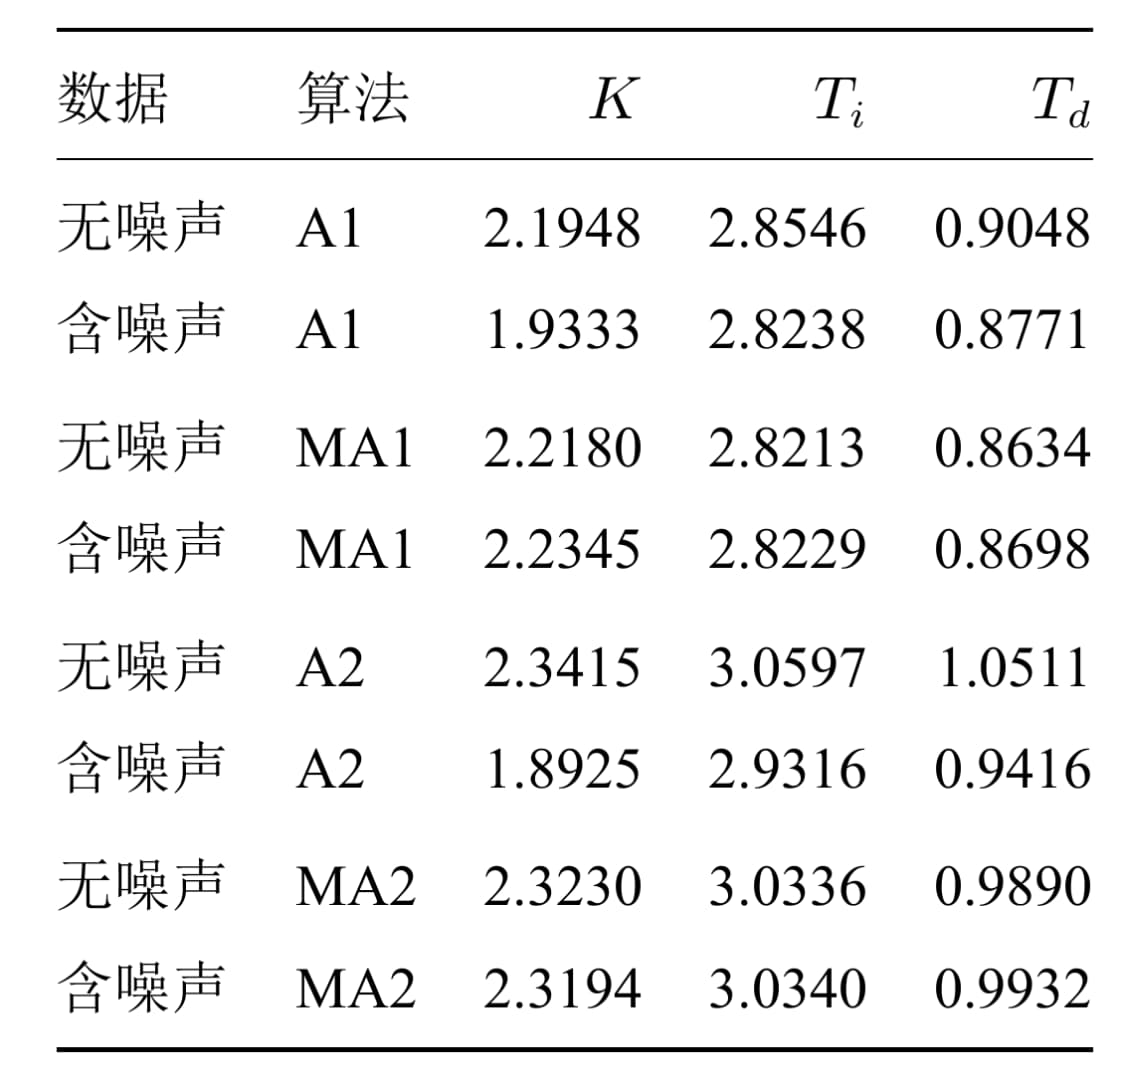 数据 算法 K Ti Td
无噪声 A1 2.1948 2.8546 0.9048
含噪声 A1 1.9333 2.8238 0.8771
无噪声 MA1 2.2180 2.8213 0.8634
含噪声 MA1 2.2345 2.8229 0.8698
无噪声 A2 2.3415 3.0597 1.0511
含噪声 A2 1.8925 2.9316 0.9416
无噪声 MA2 2.3230 3.0336 0.9890
含噪声 MA2 2.3194 3.0340 0.9932